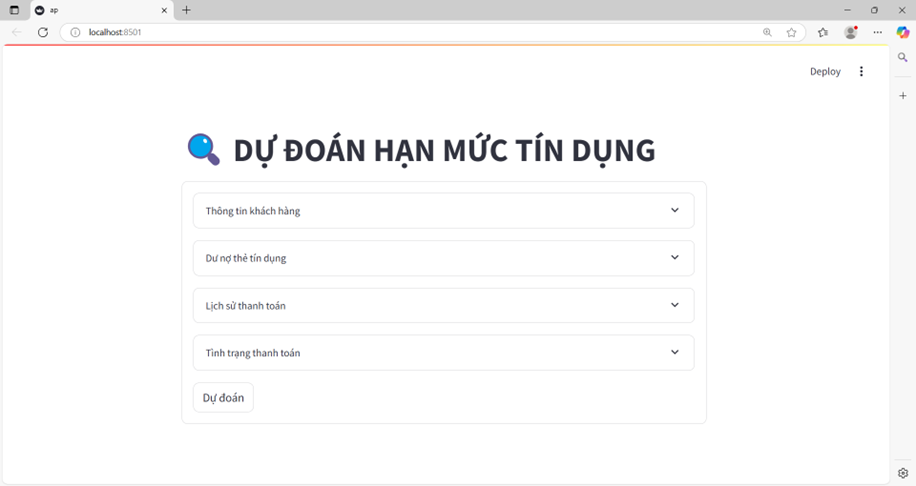 ap
localhost:8501
Deploy
DỰ ĐOÁN HẠN MỨC TÍN DỤNG
Thông tin khách hàng
Dư nợ thẻ tín dụng
Lịch sử thanh toán
Tình trạng thanh toán
Dự đoán